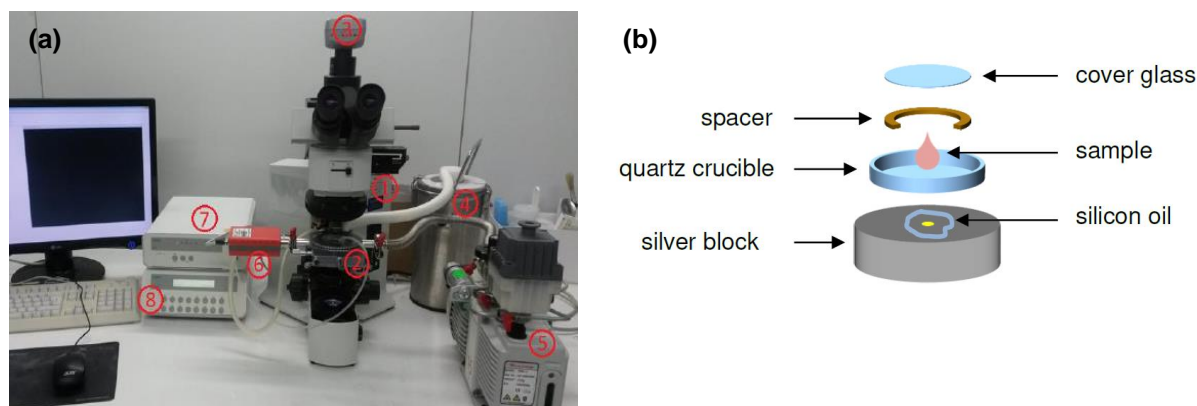 (a)
3
1
4
7
2
6
8
5
(b)
cover glass
spacer
sample
quartz crucible
silicon oil
silver block